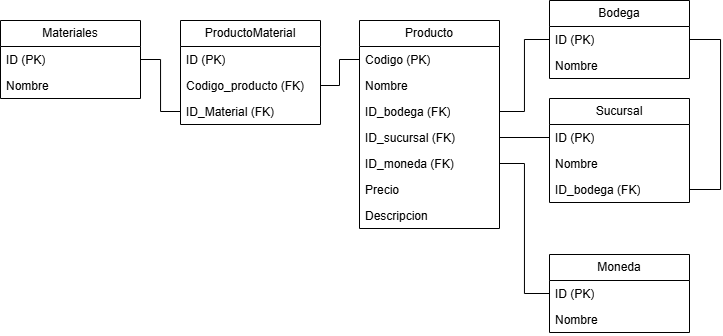 Materiales
ID (PK)
Nombre
ProductoMaterial
ID (PK)
Codigo_producto (FK)
ID_Material (FK)
Producto
Codigo (PK)
Nombre
ID_bodega (FK)
ID_sucursal (FK)
ID_moneda (FK)
Precio
Descripcion
Bodega
ID (PK)
Nombre
Sucursal
ID (PK)
Nombre
ID_bodega (FK)
Moneda
ID (PK)
Nombre